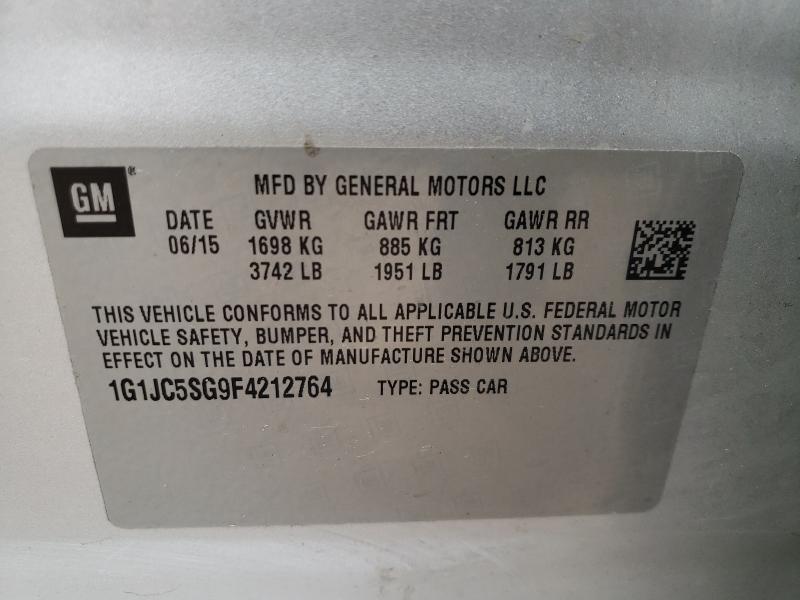 GM®
MFD BY GENERAL MOTORS LLC
DATE GVWR GAWR FRT GAWR RR
06/15 1698 KG 885 KG 813 KG
3742 LB 1951 LB 1791 LB
THIS VEHICLE CONFORMS TO ALL APPLICABLE U.S. FEDERAL MOTOR
VEHICLE SAFETY, BUMPER, AND THEFT PREVENTION STANDARDS IN
EFFECT ON THE DATE OF MANUFACTURE SHOWN ABOVE.
1G1JC5SG9F4212764 TYPE: PASS CAR